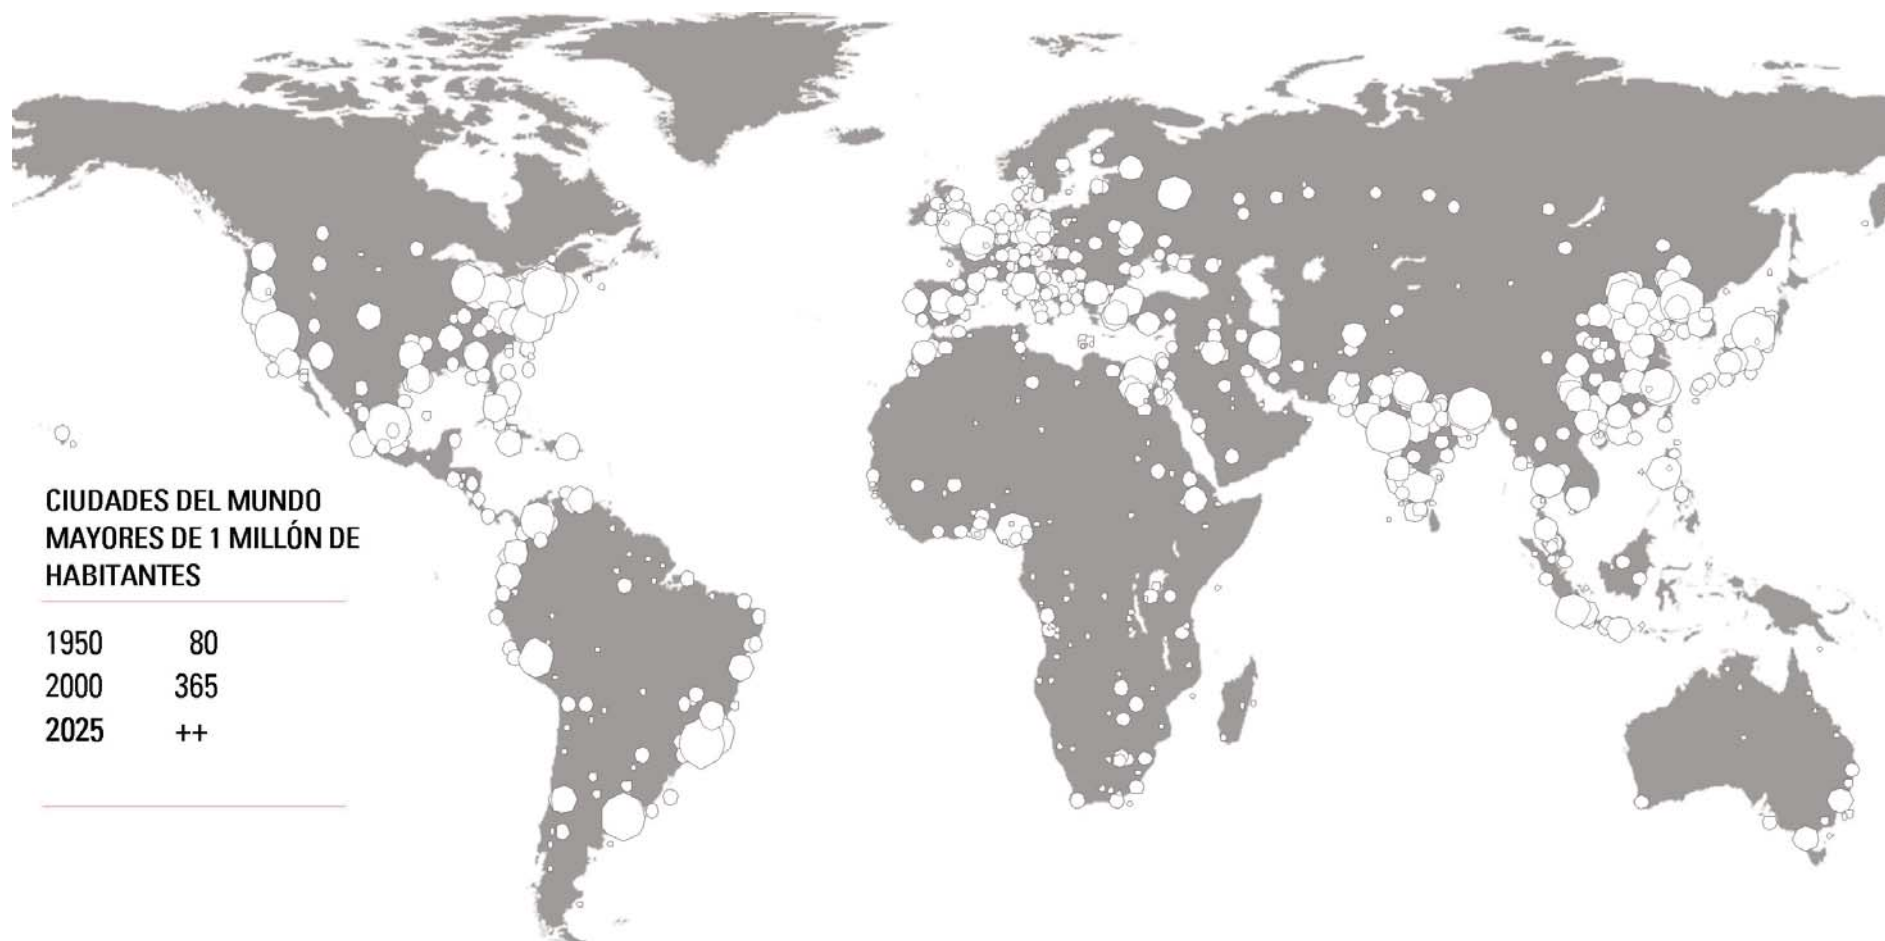 CIUDADES DEL MUNDO
MAYORES DE 1 MILLÓN DE
HABITANTES
1950 80
2000 365
2025 ++